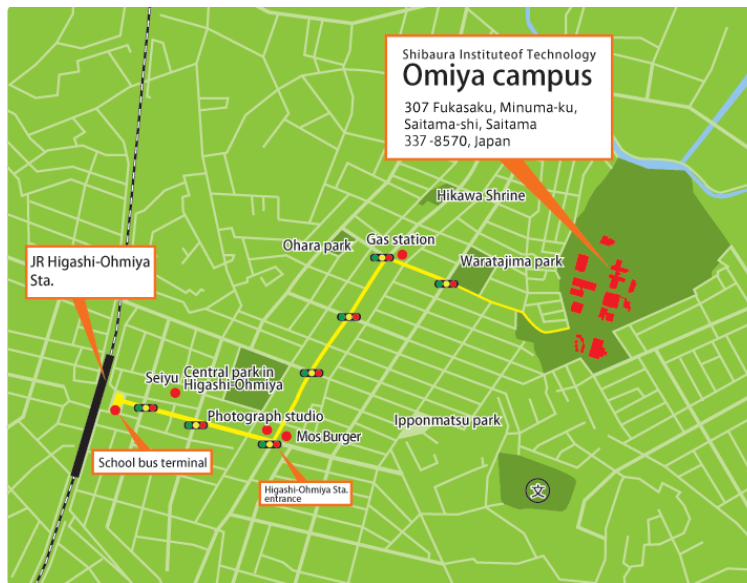 Shibaura Instituteof Technology
Omiya campus
307 Fukasaku, Minuma-ku,
Saitama-shi, Saitama
337-8570, Japan
Hikawa Shrine
Ohara park
Gas station
Waratajima park
JR Higashi-Ohmiya
Sta.
Seiyu
Central park in
Higashi-Ohmiya
Photograph studio
Mos Burger
Ipponmatsu park
School bus terminal
Higashi-Ohmiya Sta.
entrance
文